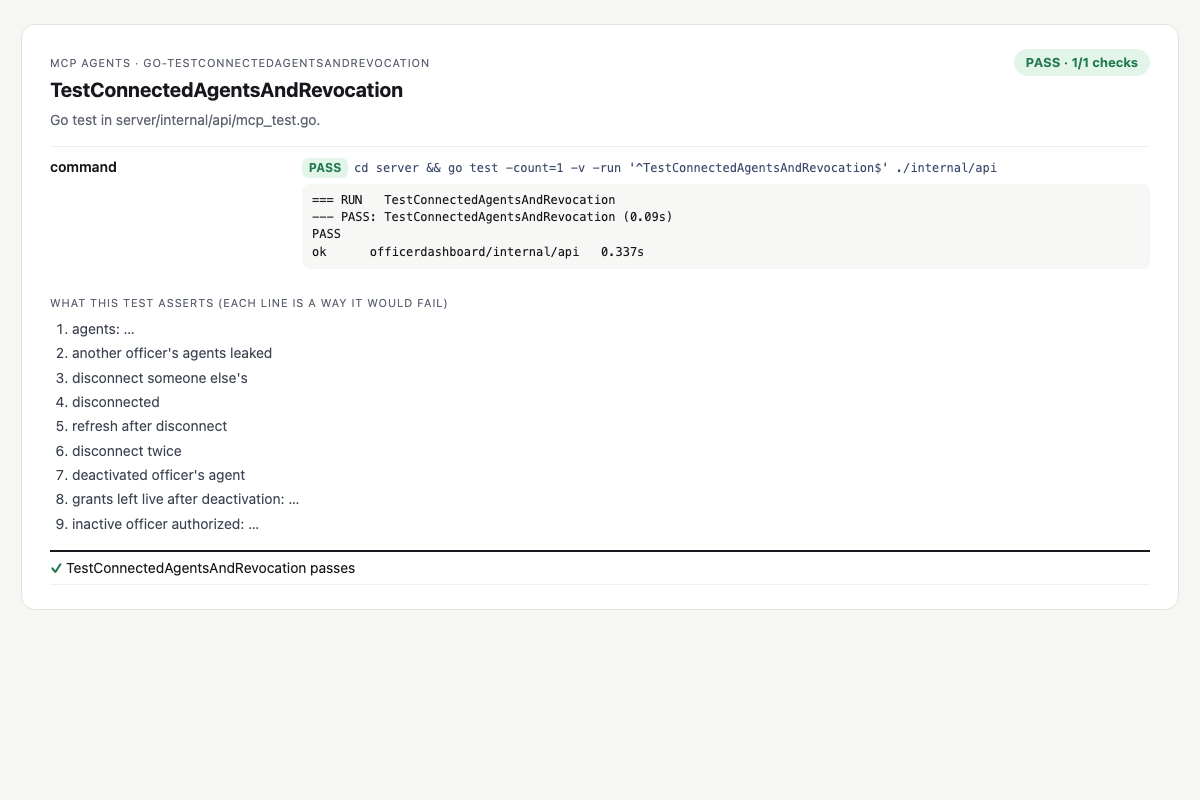 MCP AGENTS · GO-TESTCONNECTEDAGENTSANDREVOCATION
PASS · 1/1 checks
TestConnectedAgentsAndRevocation
Go test in server/internal/api/mcp_test.go.
command
PASS cd server && go test -count=1 -v -run '^TestConnectedAgentsAndRevocation$' ./internal/api
=== RUN   TestConnectedAgentsAndRevocation
--- PASS: TestConnectedAgentsAndRevocation (0.09s)
PASS
ok      officerdashboard/internal/api   0.337s
WHAT THIS TEST ASSERTS (EACH LINE IS A WAY IT WOULD FAIL)
1. agents: ...
2. another officer's agents leaked
3. disconnect someone else's
4. disconnected
5. refresh after disconnect
6. disconnect twice
7. deactivated officer's agent
8. grants left live after deactivation: ...
9. inactive officer authorized: ...
✓ TestConnectedAgentsAndRevocation passes